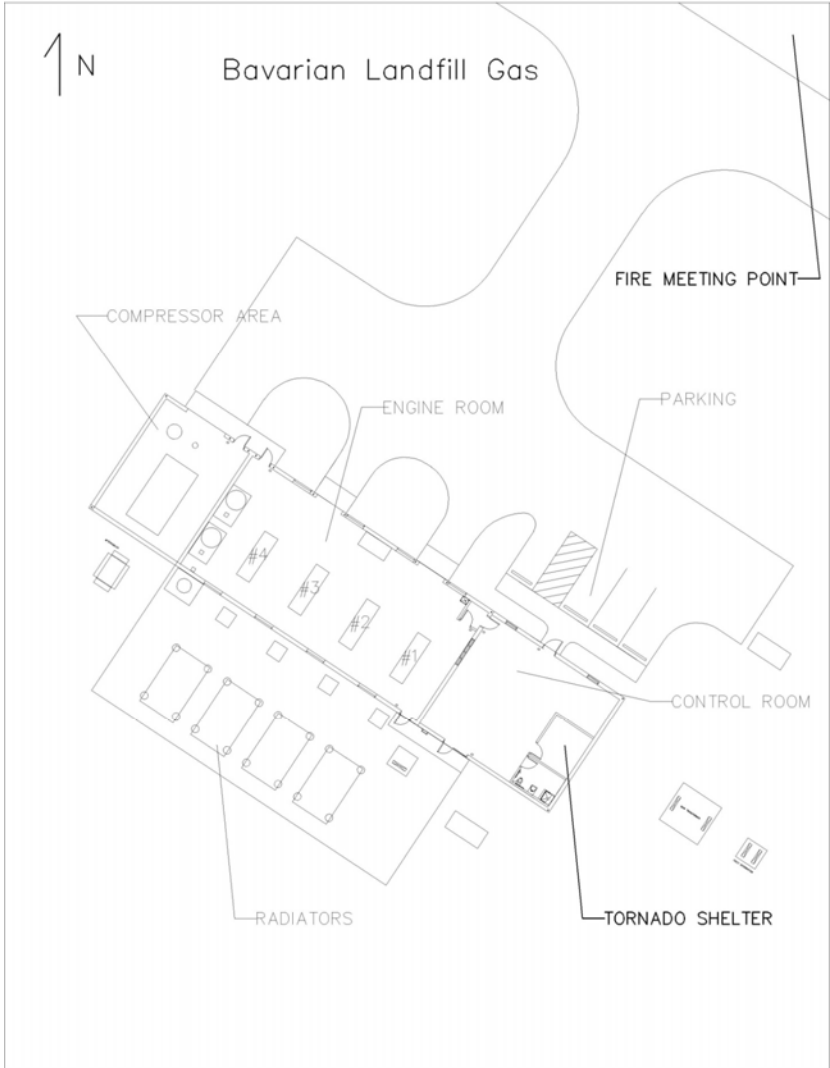 N
Bavarian Landfill Gas
FIRE MEETING POINT
COMPRESSOR AREA
ENGINE ROOM
PARKING
#4
#3
#2
#1
CONTROL ROOM
RADIATORS
TORNADO SHELTER